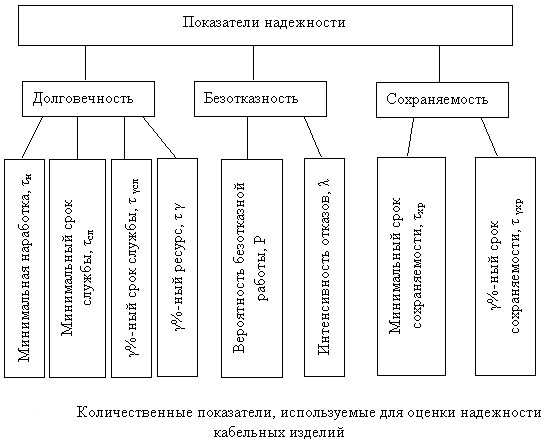 Показатели надежности
Долговечность
Безотказность
Сохраняемость
Минимальная наработка, τн
Минимальный срок
службы, τсл
γ%-ный срок службы, τ γсл
γ%-ный ресурс, τ γ
Вероятность безотказной
работы, P
Интенсивность отказов, λ
Минимальный срок
сохраняемости, τхр
γ%-ный срок
сохраняемости, τ γхр
Количественные показатели, используемые для оценки надежности
кабельных изделий